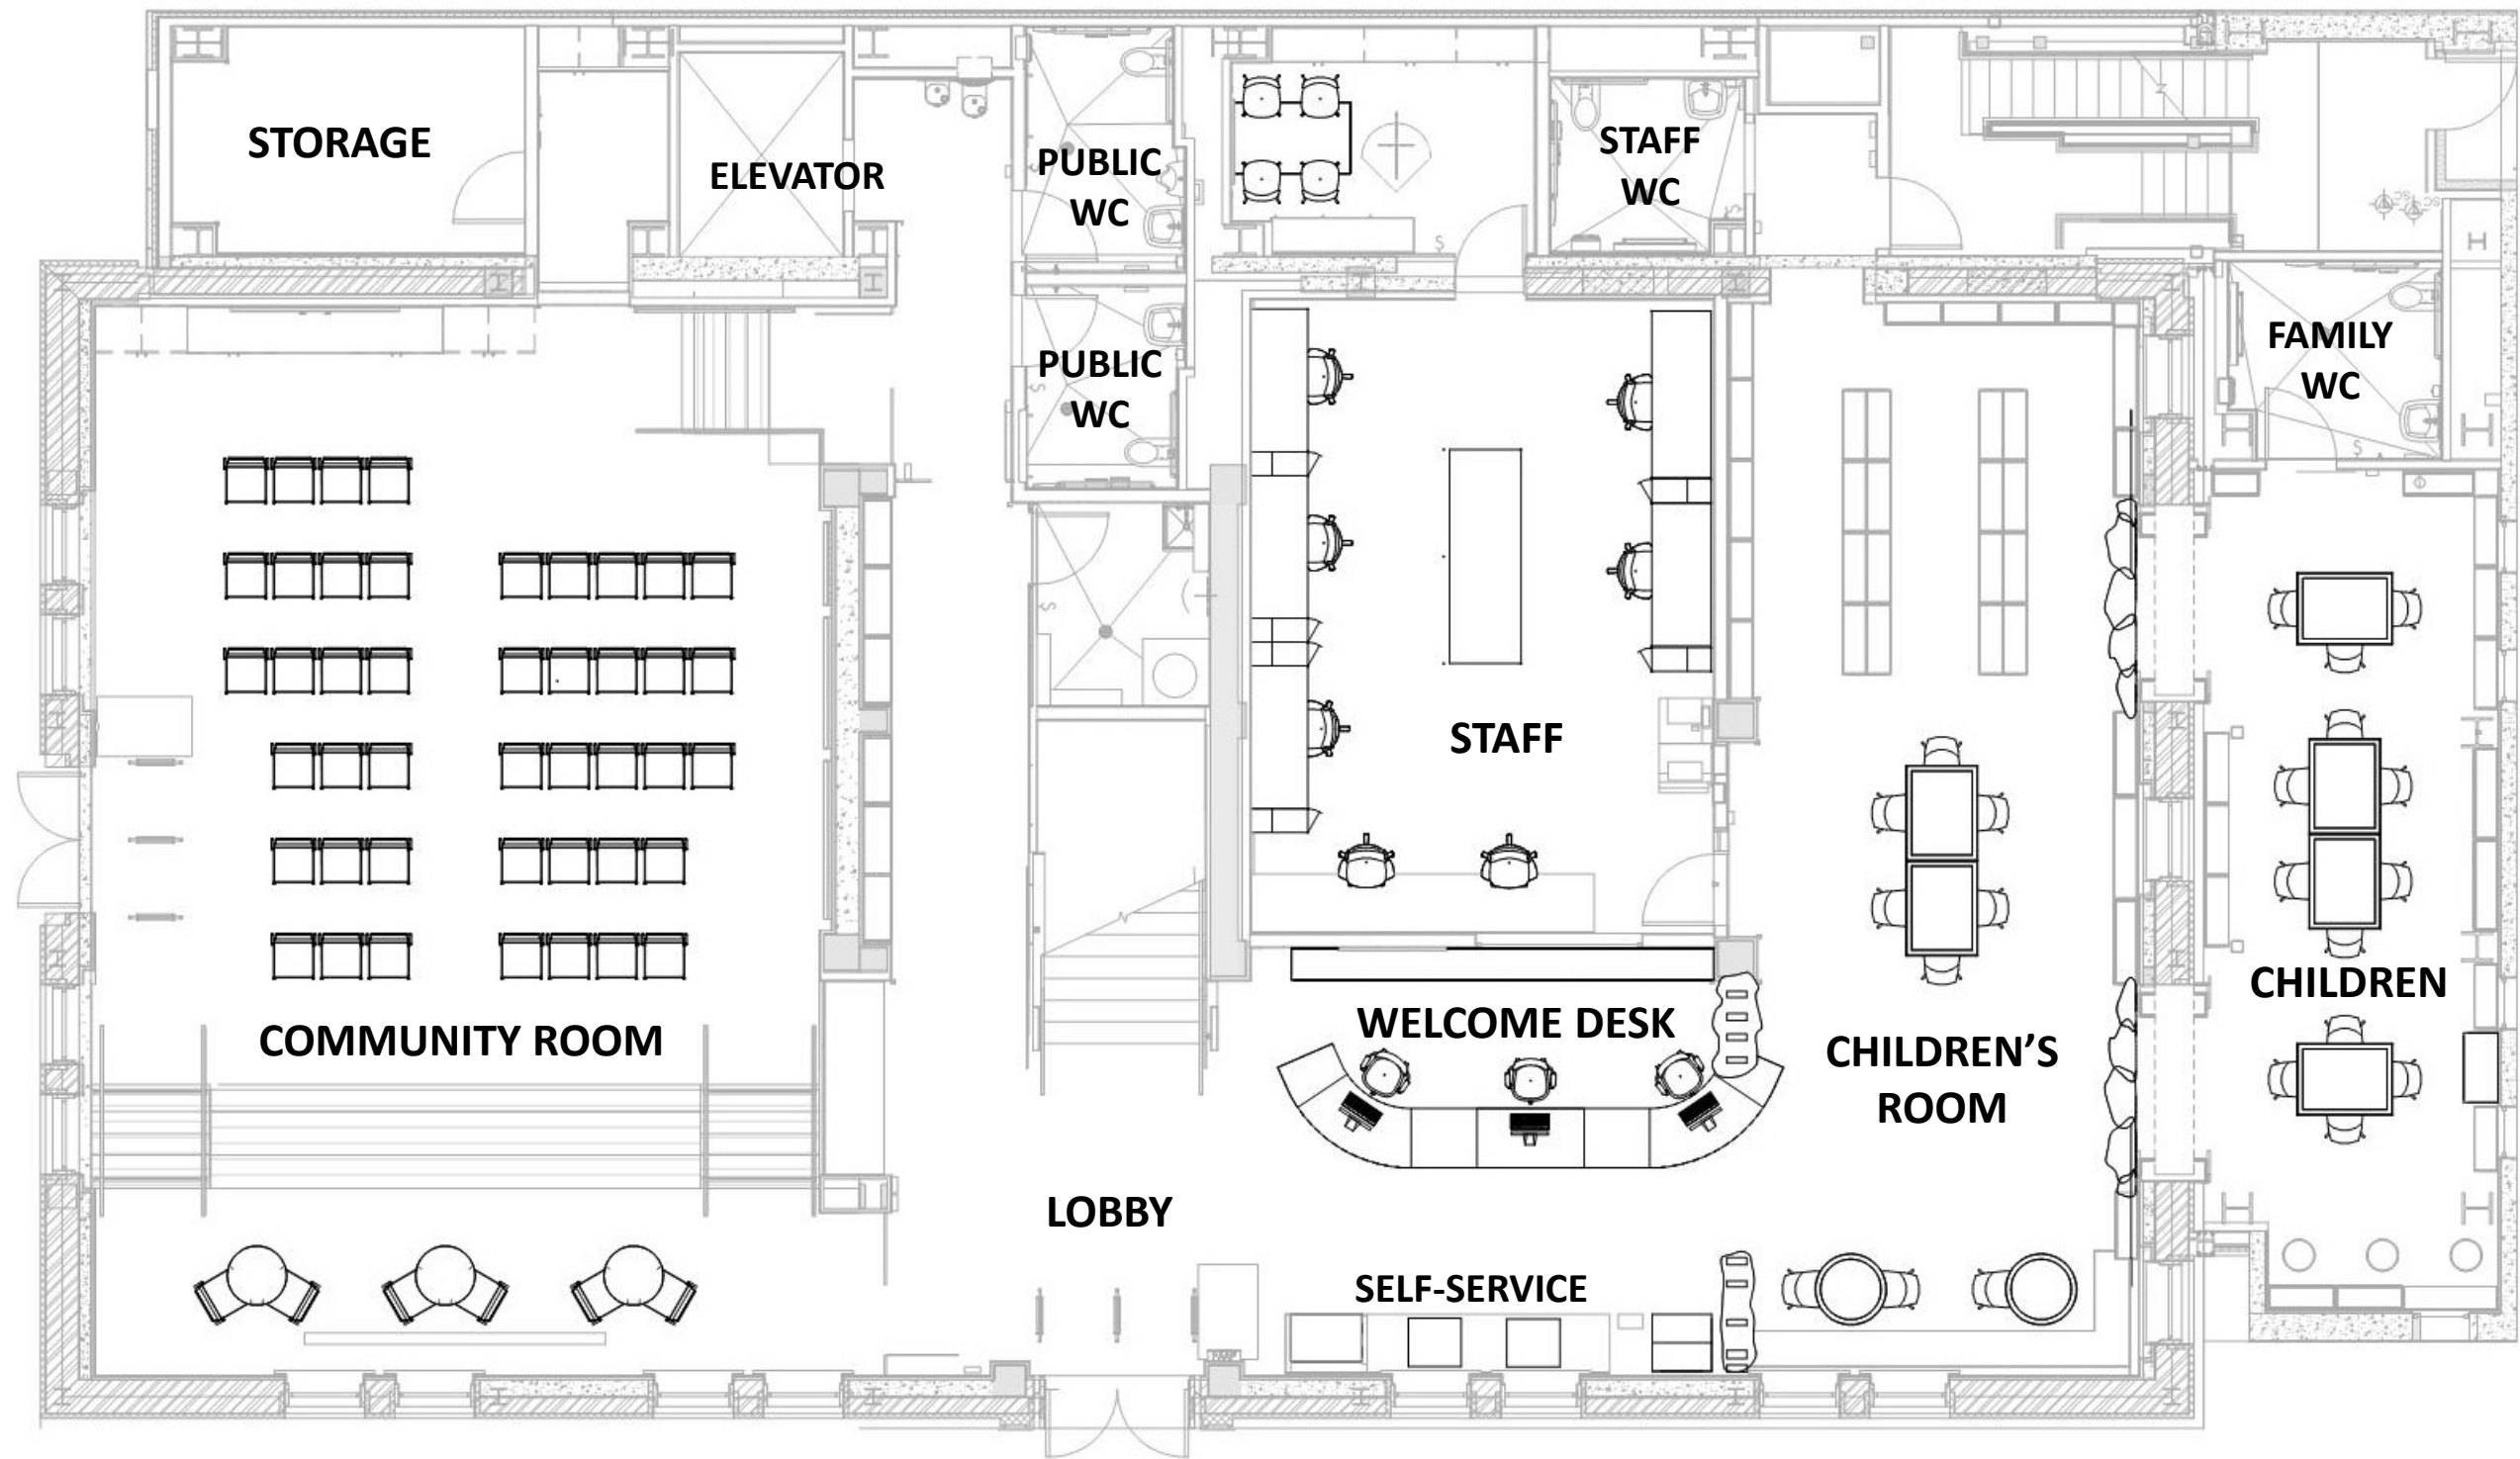 STORAGE
ELEVATOR
PUBLIC
WC
STAFF
WC
PUBLIC
WC
FAMILY
WC
STAFF
COMMUNITY ROOM
WELCOME DESK
CHILDREN'S
ROOM
CHILDREN
LOBBY
SELF-SERVICE